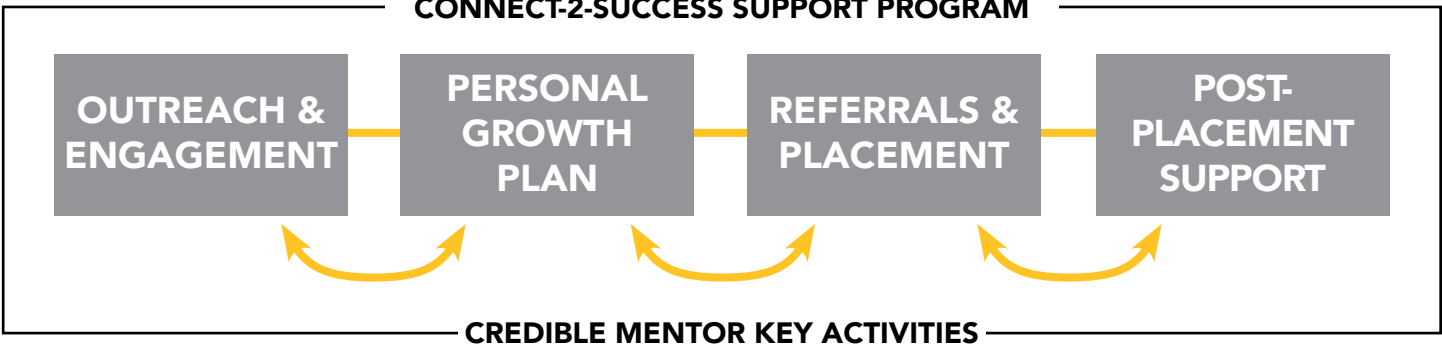 CONNECT-2-SUCCESS SUPPORT PROGRAM
OUTREACH &
ENGAGEMENT
PERSONAL
GROWTH
PLAN
REFERRALS &
PLACEMENT
POST-
PLACEMENT
SUPPORT
CREDIBLE MENTOR KEY ACTIVITIES